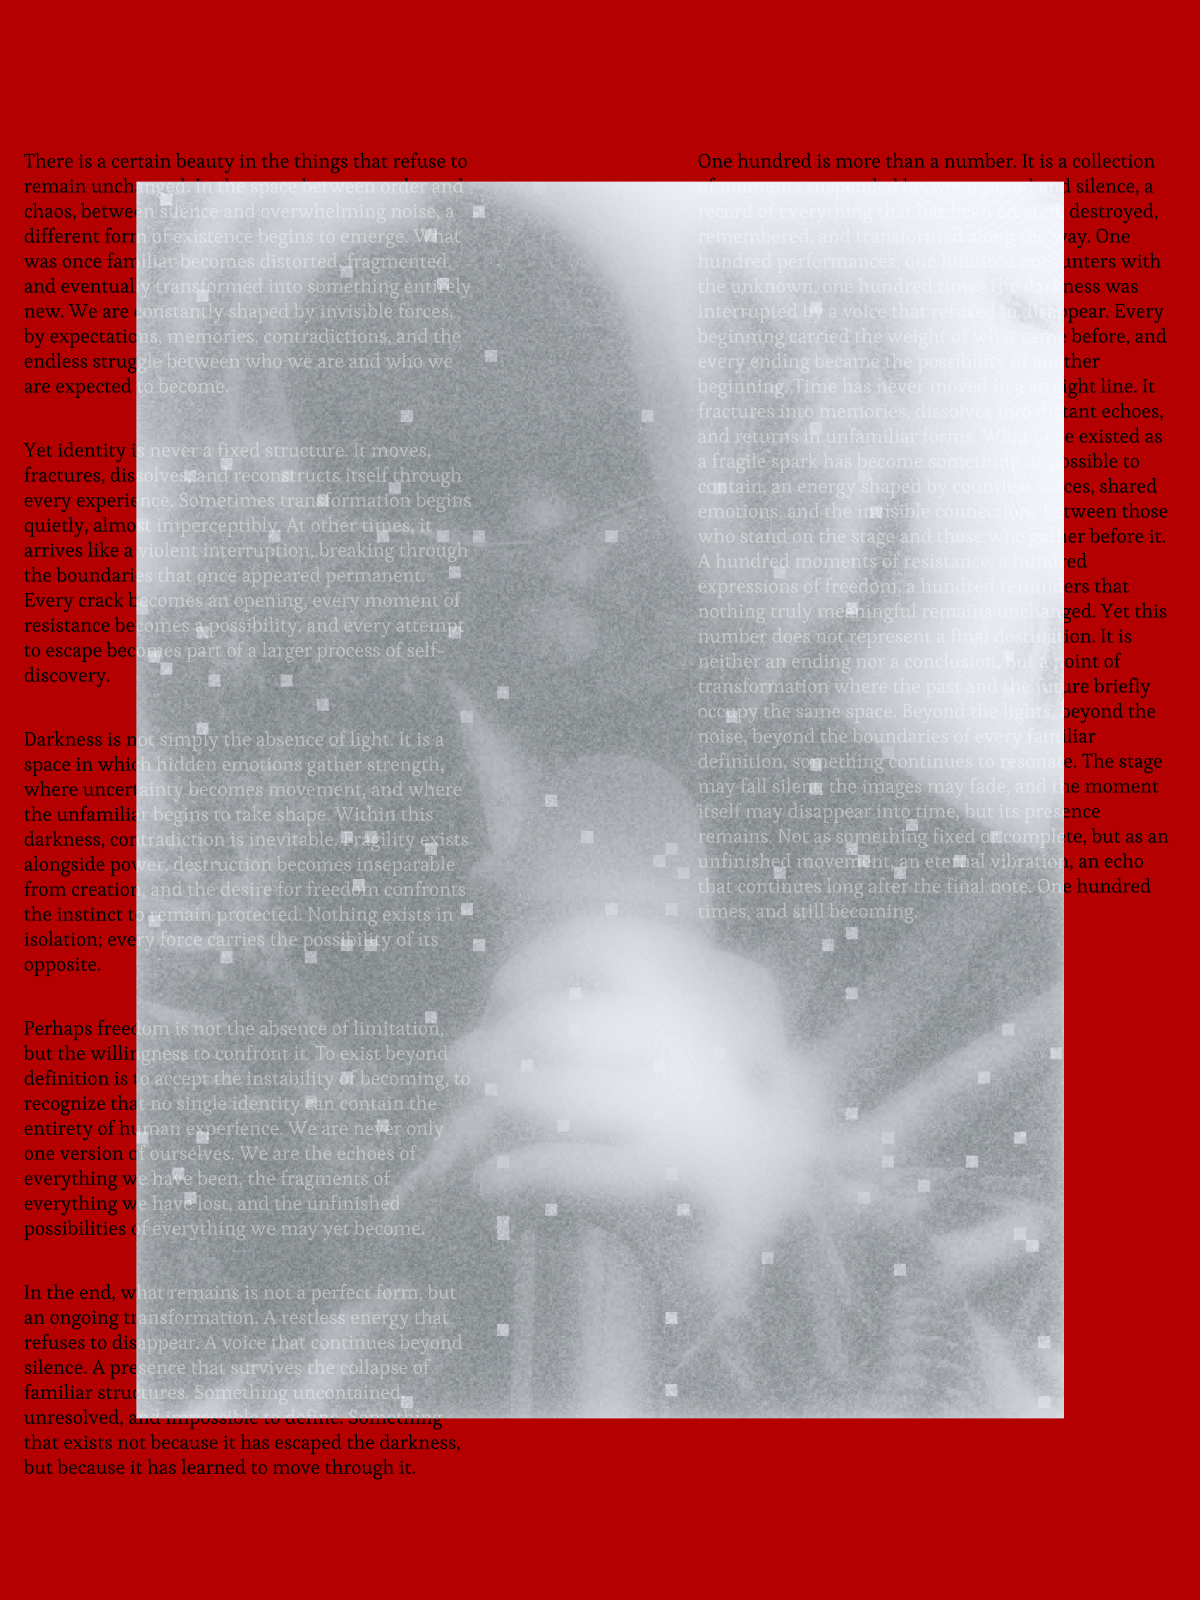 There is a certain beauty in the things that refuse to
remain unchanged. In the space between order and
chaos, between silence and overwhelming noise, a
different form of existence begins to emerge. What
was once familiar becomes distorted, fragmented,
and eventually transformed into something entirely
new. We are constantly shaped by invisible forces,
by expectations, memories, contradictions, and the
endless struggle between who we are and who we
are expected to become.
Yet identity is never a fixed structure. It moves,
fractures, dissolves, and reconstructs itself through
every experience. Sometimes transformation begins
quietly, almost imperceptibly. At other times, it
arrives like a violent interruption, breaking through
the boundaries that once appeared permanent.
Every crack becomes an opening, every moment of
resistance becomes a possibility, and every attempt
to escape becomes part of a larger process of self-
discovery.
Darkness is not simply the absence of light. It is a
space in which hidden emotions gather strength,
where uncertainty becomes movement, and where
the unfamiliar begins to take shape. Within this
darkness, contradiction is inevitable. Fragility exists
alongside power, destruction becomes inseparable
from creation, and the desire for freedom confronts
the instinct to remain protected. Nothing exists in
isolation; every force carries the possibility of its
opposite.
Perhaps freedom is not the absence of limitation,
but the willingness to confront it. To exist beyond
definition is to accept the instability of becoming, to
recognize that no single identity can contain the
entirety of human experience. We are never only
one version of ourselves. We are the echoes of
everything we have been, the fragments of
everything we have lost, and the unfinished
possibilities of everything we may yet become.
In the end, what remains is not a perfect form, but
an ongoing transformation. A restless energy that
refuses to disappear. A voice that continues beyond
silence. A presence that survives the collapse of
familiar structures. Something uncontained,
unresolved, and impossible to define. Something
that exists not because it has escaped the darkness,
but because it has learned to move through it.
One hundred is more than a number. It is a collection
of moments suspended between sound and silence, a
record of everything that has been created, destroyed,
remembered, and transformed along the way. One
hundred performances, one hundred encounters with
the unknown, one hundred times the darkness was
interrupted by a voice that refused to disappear. Every
beginning carried the weight of what came before, and
every ending became the possibility of another
beginning. Time has never moved in a straight line. It
fractures into memories, dissolves into distant echoes,
and returns in unfamiliar forms. What once existed as
a fragile spark has become something impossible to
contain, an energy shaped by countless voices, shared
emotions, and the invisible connections between those
who stand on the stage and those who gather before it.
A hundred moments of resistance, a hundred
expressions of freedom, a hundred reminders that
nothing truly meaningful remains unchanged. Yet this
number does not represent a final destination. It is
neither an ending nor a conclusion, but a point of
transformation where the past and the future briefly
occupy the same space. Beyond the lights, beyond the
noise, beyond the boundaries of every familiar
definition, something continues to resonate. The stage
may fall silent, the images may fade, and the moment
itself may disappear into time, but its presence
remains. Not as something fixed or complete, but as an
unfinished movement, an eternal vibration, an echo
that continues long after the final note. One hundred
times, and still becoming.